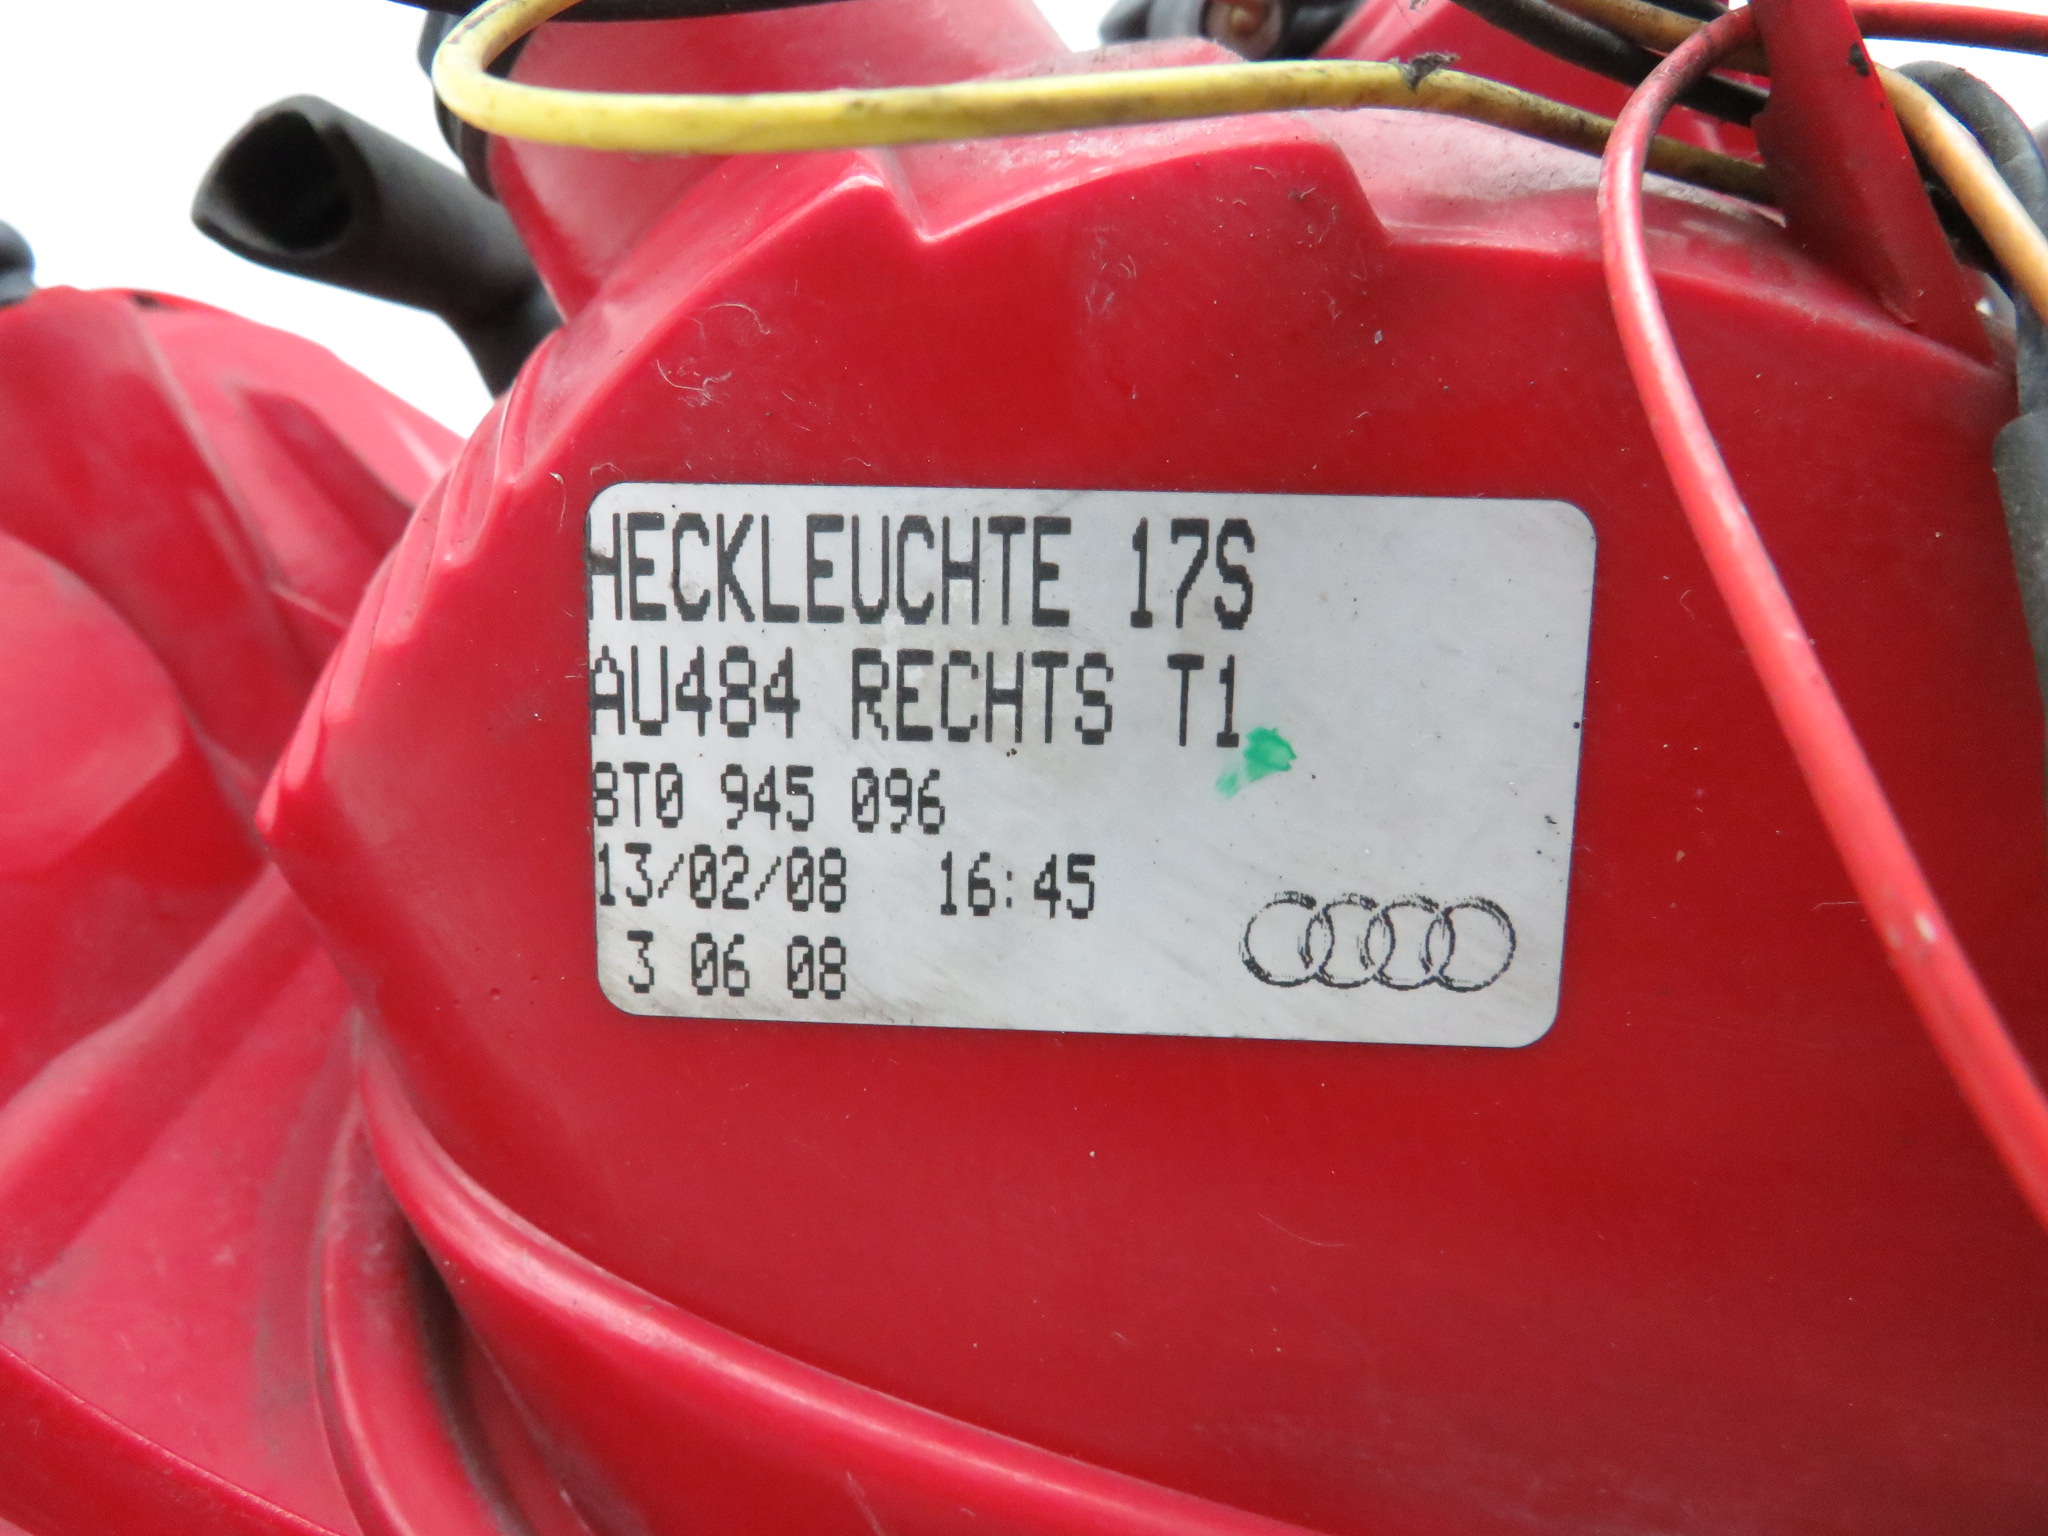 HECKLEUCHTE 17S
AU484 RECHTS T1
8T0 945 096
13/02/08 16:45
3 06 08